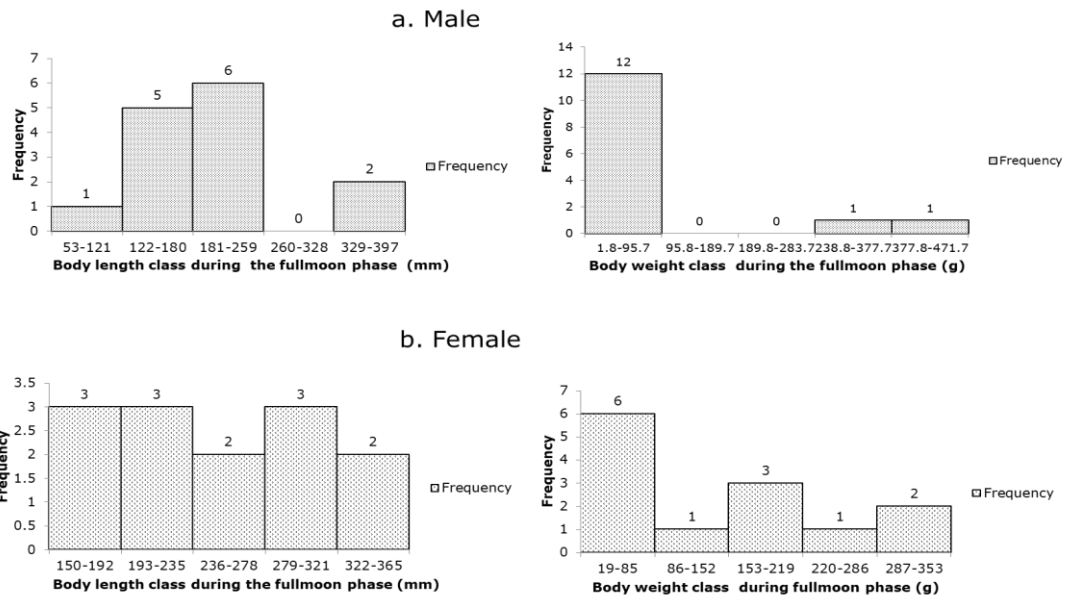 a. Male
7
6
5
4
3
2
1
0
Frequency
1
5
6
0
2
Frequency
53-121 122-180 181-259 260-328 329-397
Body length class during the fullmoon phase (mm)
14
12
10
8
6
4
2
0
Frequency
12
0
0
1
1
Frequency
1.8-95.7 95.8-189.7 189.8-283.7 238.8-377.7 377.8-471.7
Body weight class during the fullmoon phase (g)
b. Female
3.5
3
2.5
2
1.5
1
0.5
0
Frequency
3
3
2
3
2
Frequency
150-192 193-235 236-278 279-321 322-365
Body length class during the fullmoon phase (mm)
7
6
5
4
3
2
1
0
Frequency
6
1
3
1
2
Frequency
19-85 86-152 153-219 220-286 287-353
Body weight class during fullmoon phase (g)